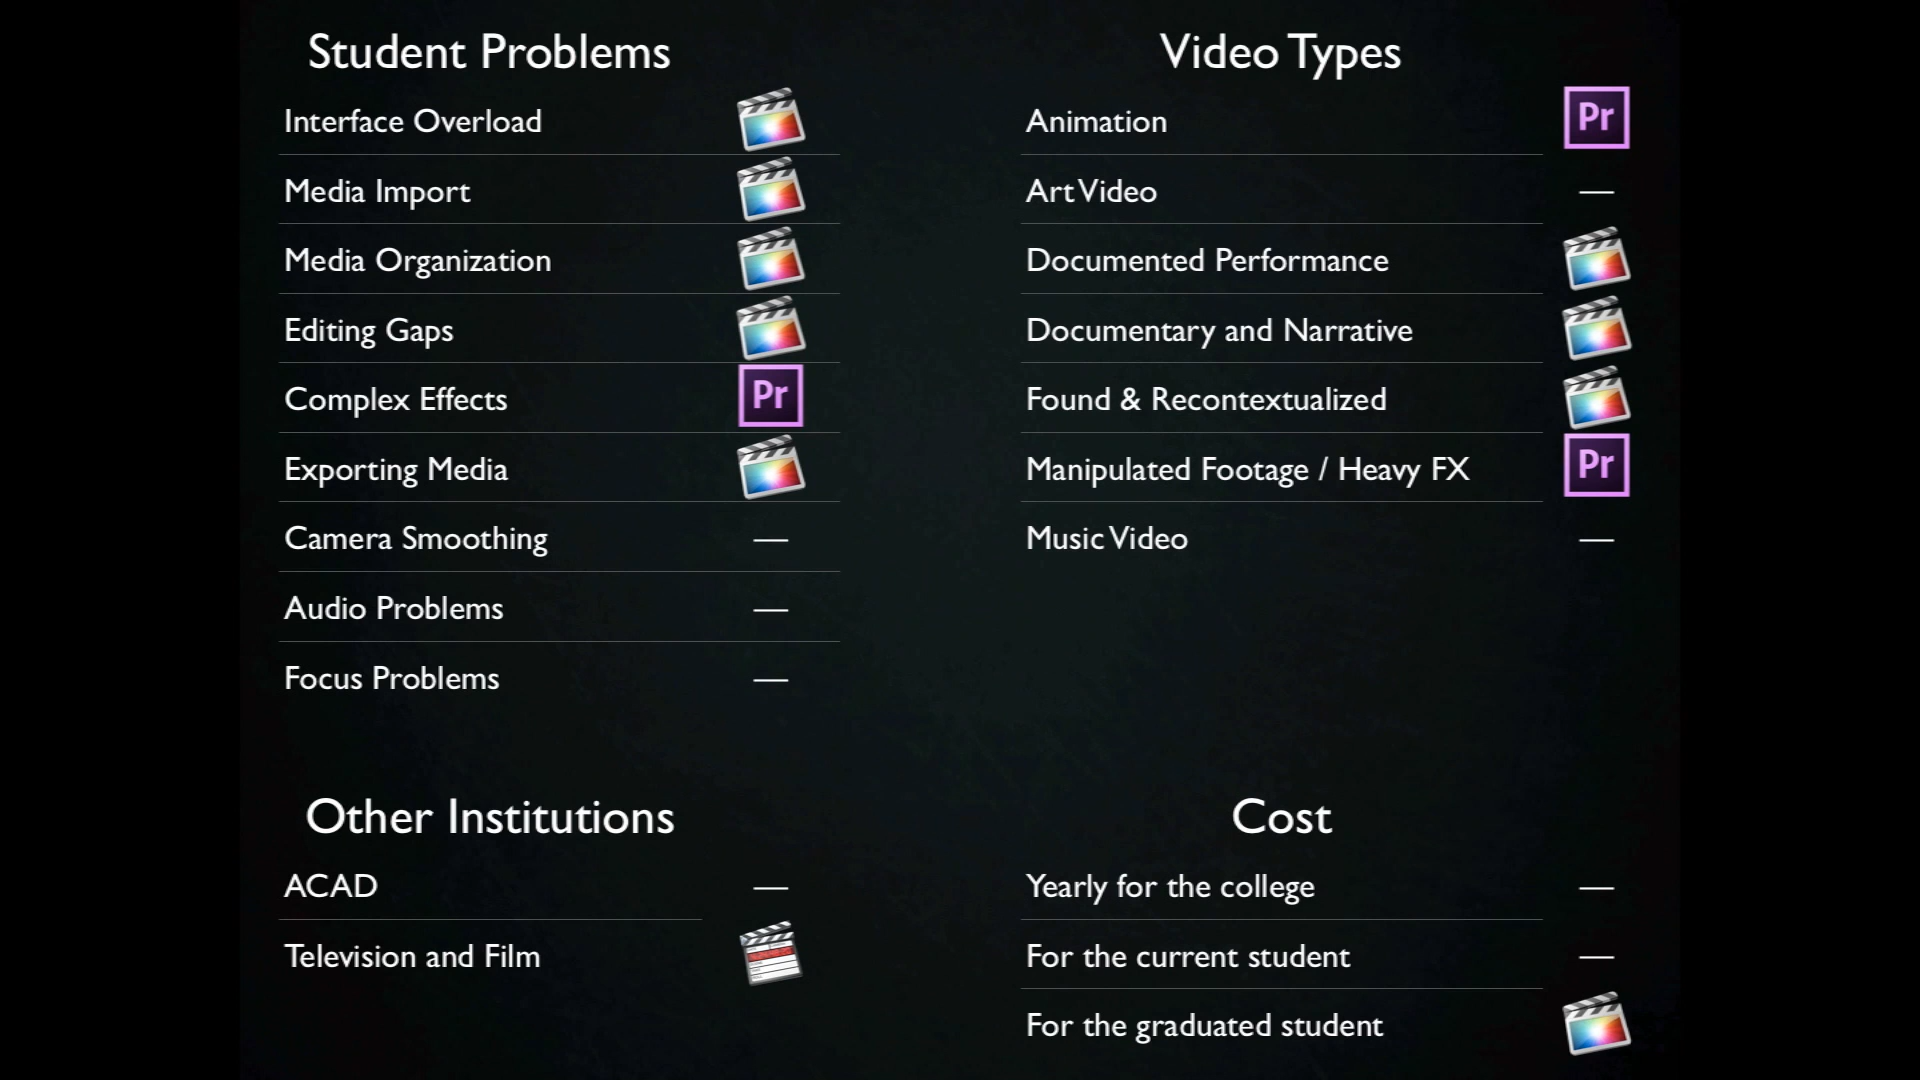 Student Problems
Interface Overload
Media Import
Media Organization
Editing Gaps
Complex Effects Pr
Exporting Media
Camera Smoothing —
Audio Problems —
Focus Problems —
Video Types
Animation Pr
Art Video —
Documented Performance
Documentary and Narrative
Found & Recontextualized
Manipulated Footage / Heavy FX Pr
Music Video —
Other Institutions
ACAD —
Television and Film
Cost
Yearly for the college —
For the current student —
For the graduated student